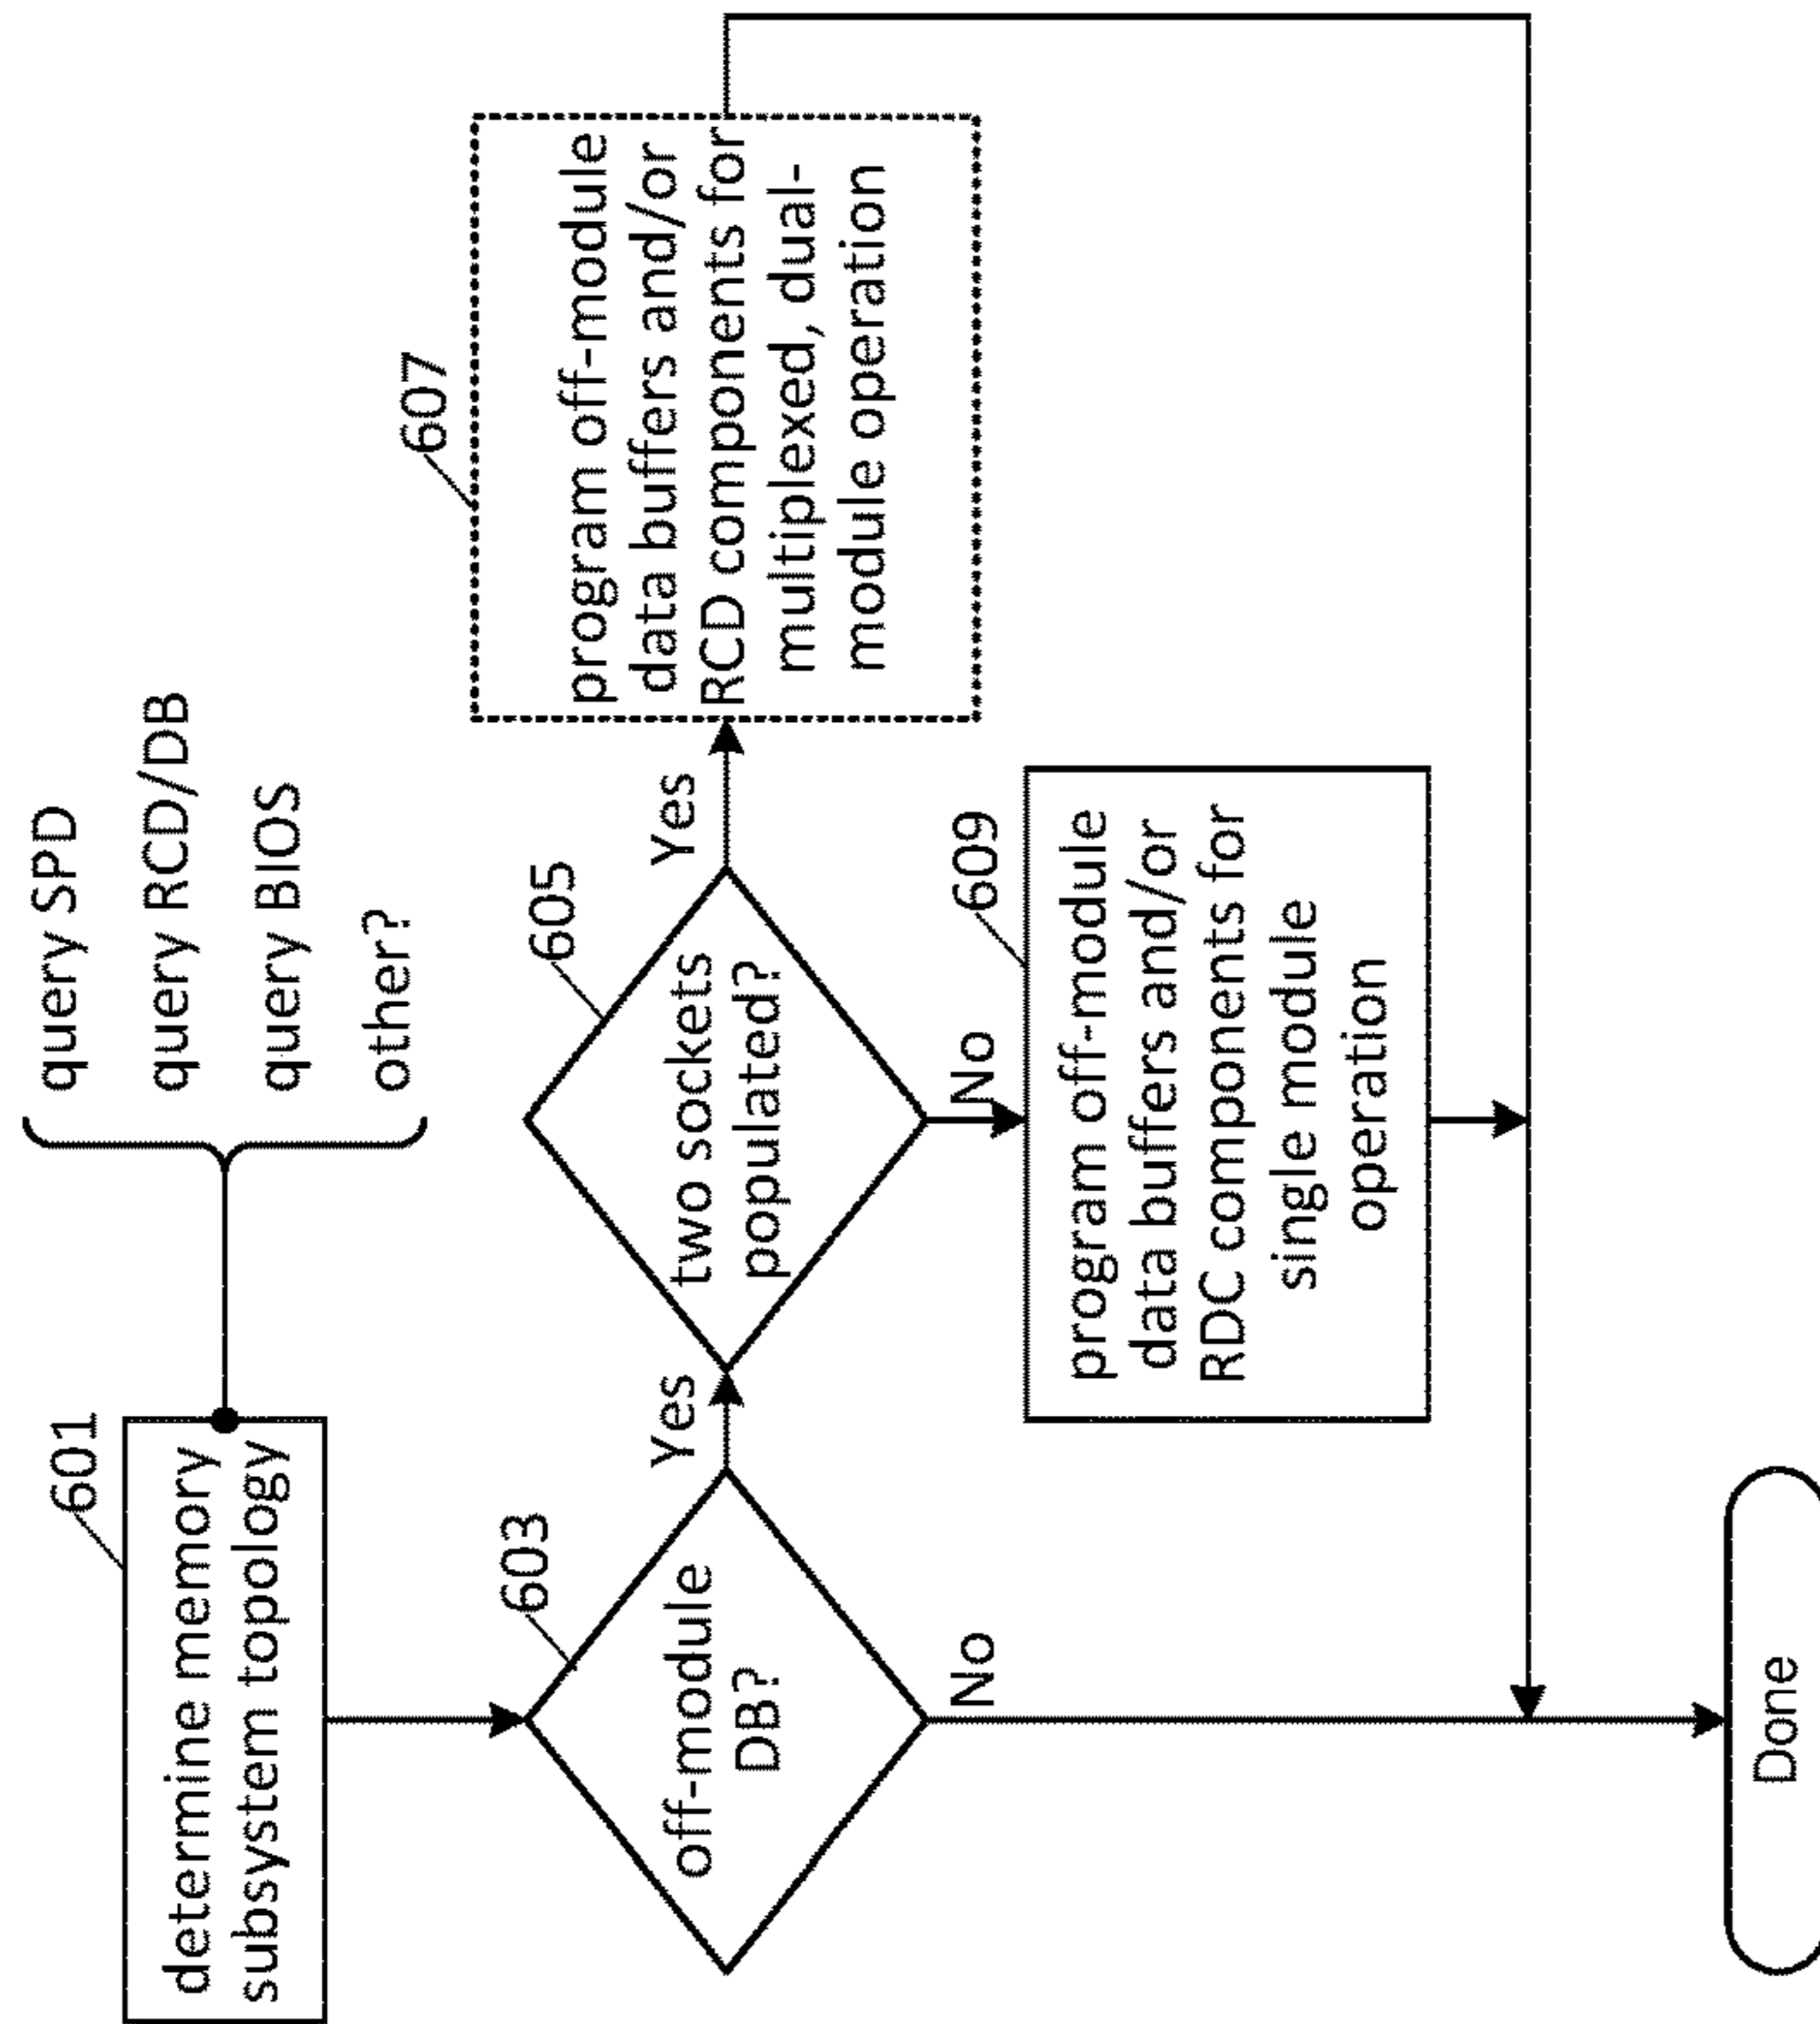 601
determine memory
subsystem topology
query SPD
query RCD/DB
query BIOS
other?
603
off-module
DB?
Yes
No
605
two sockets
populated?
Yes
No
607
program off-module
data buffers and/or
RCD components for
multiplexed, dual-
module operation
609
program off-module
data buffers and/or
RDC components for
single module
operation
Done